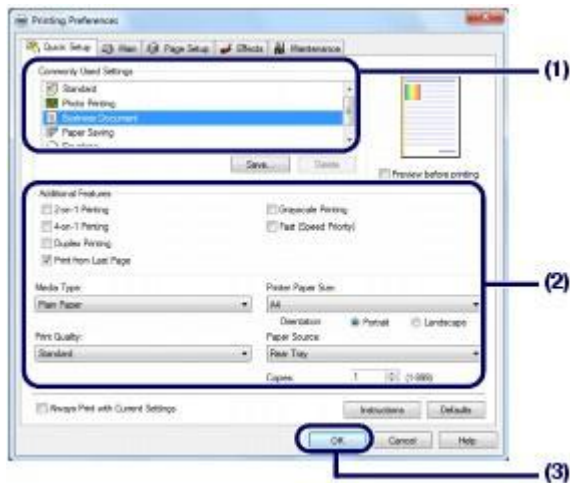 Printing Preferences
Quick Setup Main Page Setup Effects Maintenance
Commonly Used Settings
(1)
Standard
Photo Printing
Business Document
Paper Saving
Envelope
Save... Delete
Preview before printing
Additional Features
2-on-1 Printing Grayscale Printing
4-on-1 Printing Fast (Speed Priority)
Duplex Printing
Print from Last Page
Media Type: Printer Paper Size:
Plain Paper A4
(2)
Orientation: Portrait Landscape
Print Quality: Paper Source:
Standard Rear Tray
Copies: 1 (1-999)
Always Print with Current Settings Instructions Defaults
OK Cancel Help
(3)